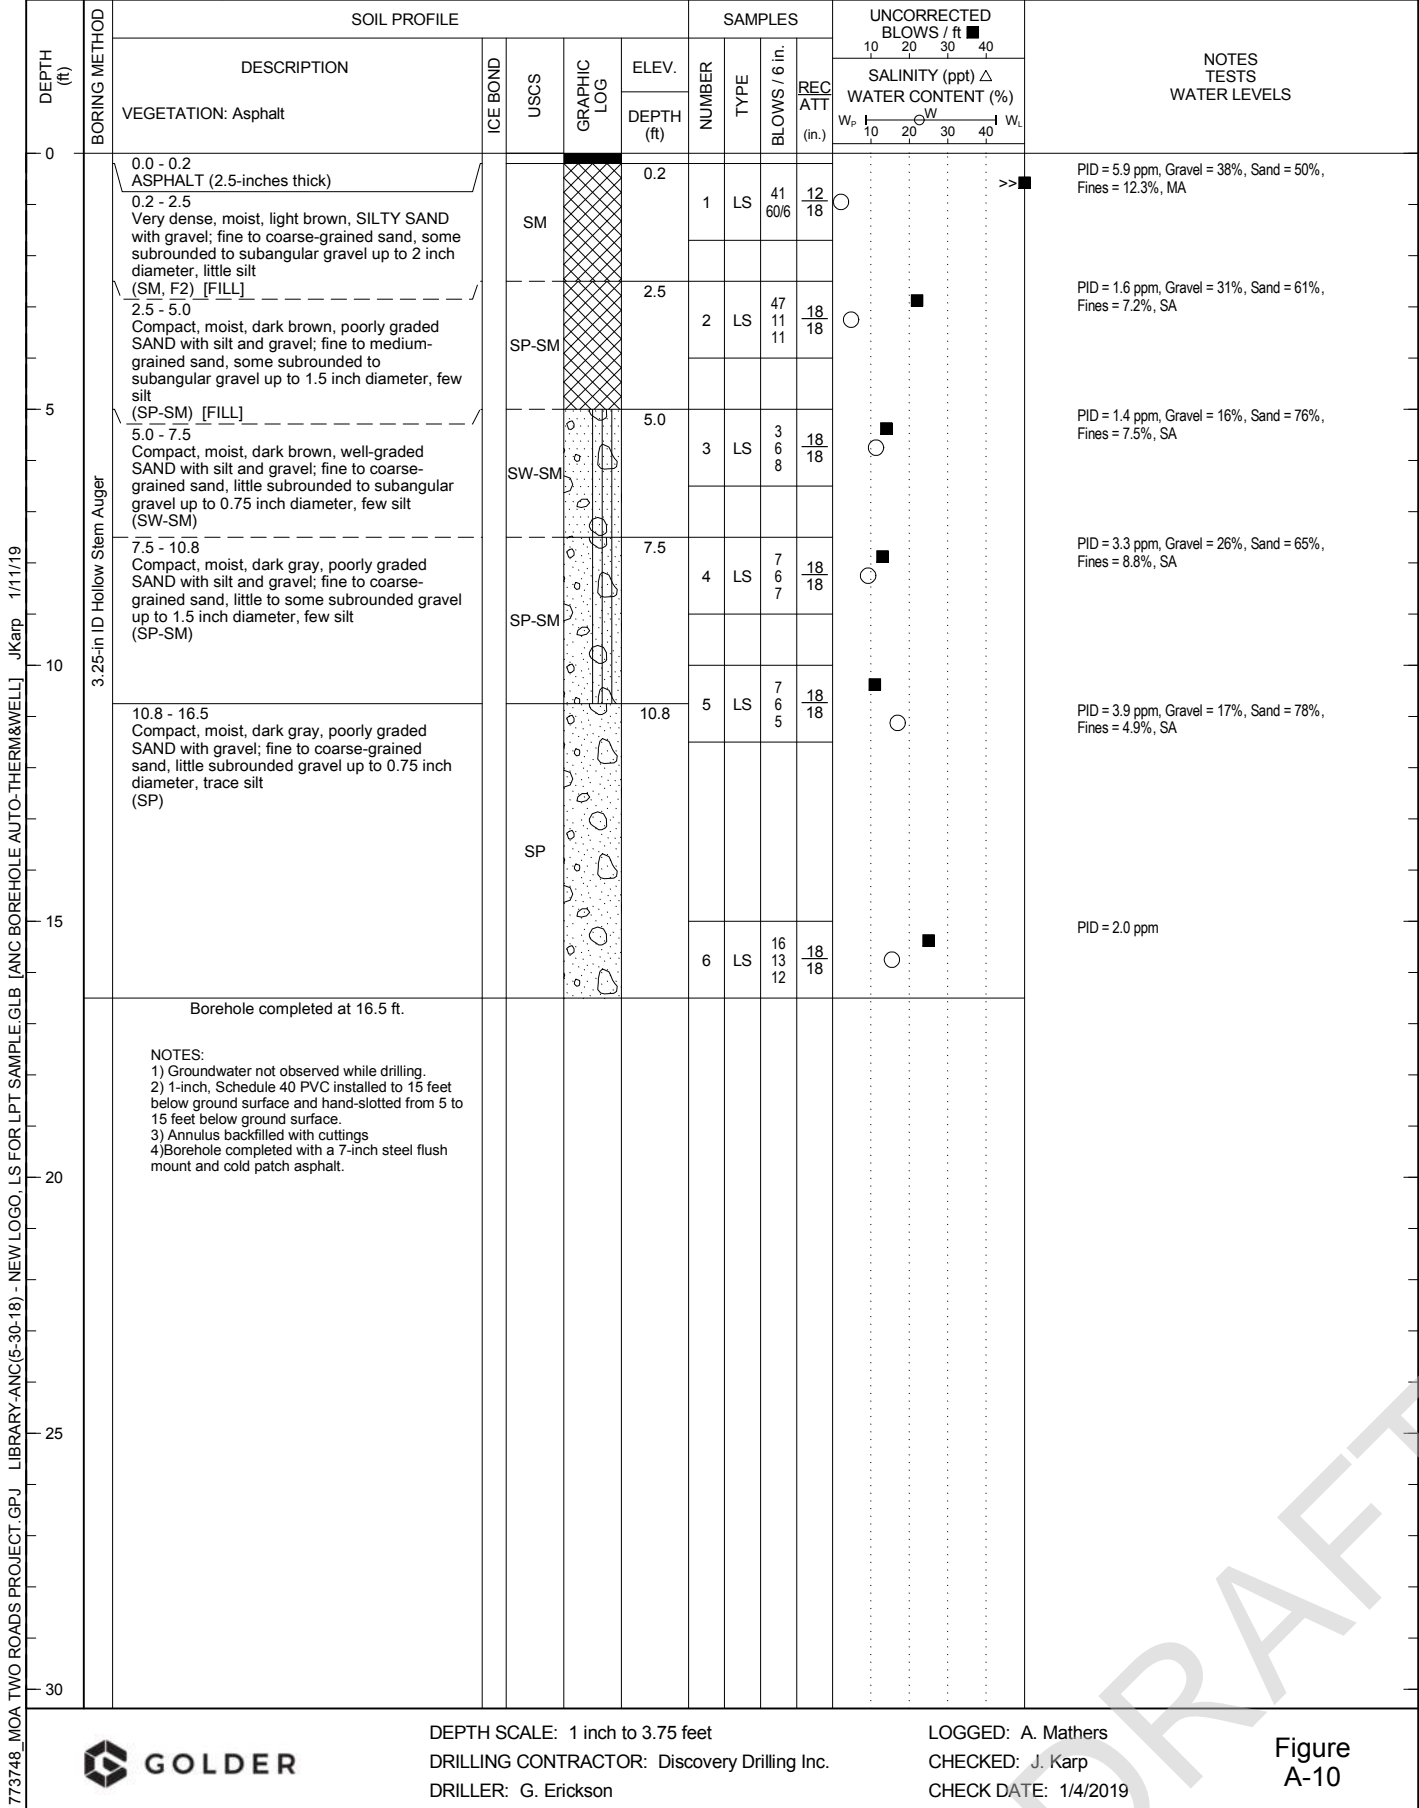 DEPTH
(ft)
BORING METHOD
SOIL PROFILE
DESCRIPTION
VEGETATION: Asphalt
ICE BOND
USCS
GRAPHIC
LOG
ELEV.
DEPTH
(ft)
SAMPLES
NUMBER
TYPE
BLOWS / 6 in.
REC
ATT
(in.)
UNCORRECTED
BLOWS / ft ■
10 20 30 40
SALINITY (ppt) △
WATER CONTENT (%)
Wₚ W W_L
10 20 30 40
NOTES
TESTS
WATER LEVELS
0
5
10
15
20
25
30
3.25-in ID Hollow Stem Auger
0.0 - 0.2
ASPHALT (2.5-inches thick)
0.2 - 2.5
Very dense, moist, light brown, SILTY SAND
with gravel; fine to coarse-grained sand, some
subrounded to subangular gravel up to 2 inch
diameter, little silt
(SM, F2) [FILL]
2.5 - 5.0
Compact, moist, dark brown, poorly graded
SAND with silt and gravel; fine to medium-
grained sand, some subrounded to
subangular gravel up to 1.5 inch diameter, few
silt
(SP-SM) [FILL]
5.0 - 7.5
Compact, moist, dark brown, well-graded
SAND with silt and gravel; fine to coarse-
grained sand, little subrounded to subangular
gravel up to 0.75 inch diameter, few silt
(SW-SM)
7.5 - 10.8
Compact, moist, dark gray, poorly graded
SAND with silt and gravel; fine to coarse-
grained sand, little to some subrounded gravel
up to 1.5 inch diameter, few silt
(SP-SM)
10.8 - 16.5
Compact, moist, dark gray, poorly graded
SAND with gravel; fine to coarse-grained
sand, little subrounded gravel up to 0.75 inch
diameter, trace silt
(SP)
SM
SP-SM
SW-SM
SP-SM
SP
0.2
2.5
5.0
7.5
10.8
1 LS 41 60/6 12/18
2 LS 47 11 11 18/18
3 LS 3 6 8 18/18
4 LS 7 6 7 18/18
5 LS 7 6 5 18/18
6 LS 16 13 12 18/18
>>
PID = 5.9 ppm, Gravel = 38%, Sand = 50%,
Fines = 12.3%, MA
PID = 1.6 ppm, Gravel = 31%, Sand = 61%,
Fines = 7.2%, SA
PID = 1.4 ppm, Gravel = 16%, Sand = 76%,
Fines = 7.5%, SA
PID = 3.3 ppm, Gravel = 26%, Sand = 65%,
Fines = 8.8%, SA
PID = 3.9 ppm, Gravel = 17%, Sand = 78%,
Fines = 4.9%, SA
PID = 2.0 ppm
Borehole completed at 16.5 ft.
NOTES:
1) Groundwater not observed while drilling.
2) 1-inch, Schedule 40 PVC installed to 15 feet
below ground surface and hand-slotted from 5 to
15 feet below ground surface.
3) Annulus backfilled with cuttings
4)Borehole completed with a 7-inch steel flush
mount and cold patch asphalt.
773748_MOA TWO ROADS PROJECT.GPJ LIBRARY-ANC(5-30-18) - NEW LOGO, LS FOR LPT SAMPLE.GLB [ANC BOREHOLE AUTO-THERM&WELL] JKarp 1/11/19
GOLDER
DEPTH SCALE: 1 inch to 3.75 feet
DRILLING CONTRACTOR: Discovery Drilling Inc.
DRILLER: G. Erickson
LOGGED: A. Mathers
CHECKED: J. Karp
CHECK DATE: 1/4/2019
Figure
A-10
DRAFT